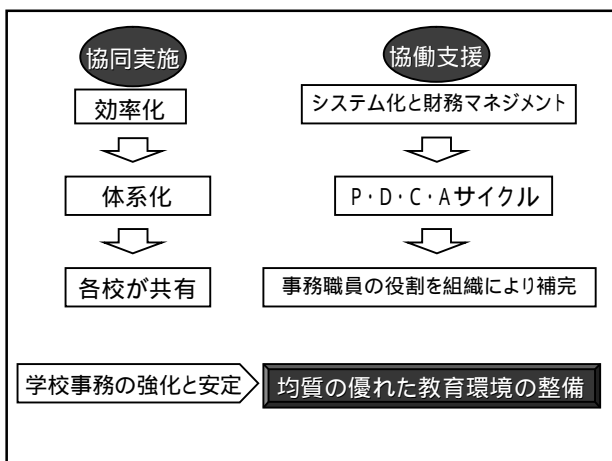 協同実施
効率化
体系化
各校が共有
協働支援
システム化と財務マネジメント
P・D・C・Aサイクル
事務職員の役割を組織により補完
学校事務の強化と安定
均質の優れた教育環境の整備